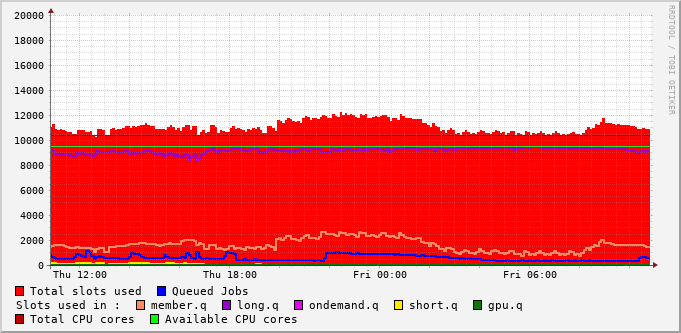 RRDTOOL / TOBI OETIKER
20000
18000
16000
14000
12000
10000
8000
6000
4000
2000
0
Thu 12:00 Thu 18:00 Fri 00:00 Fri 06:00
Total slots used Queued Jobs
Slots used in : member.q long.q ondemand.q short.q gpu.q
Total CPU cores Available CPU cores